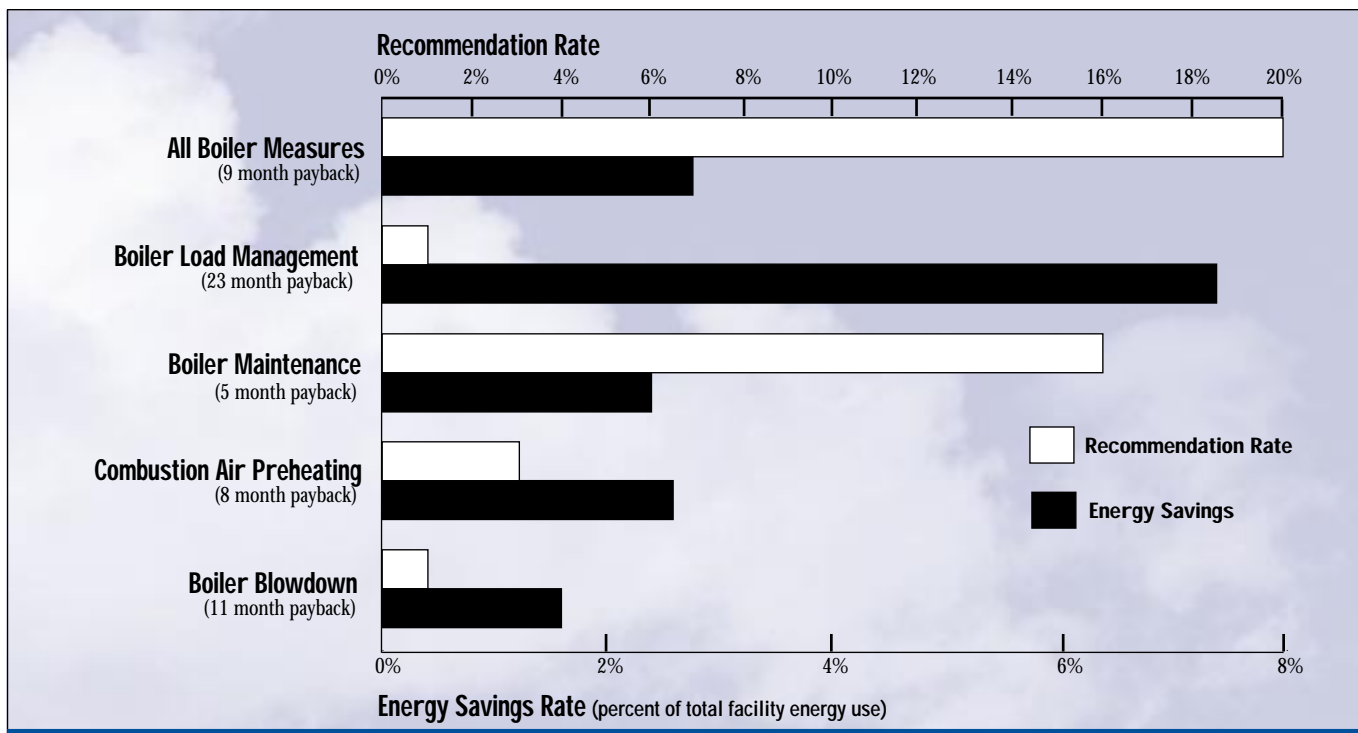 Recommendation Rate
0% 2% 4% 6% 8% 10% 12% 14% 16% 18% 20%
All Boiler Measures
(9 month payback)
Boiler Load Management
(23 month payback)
Boiler Maintenance
(5 month payback)
Combustion Air Preheating
(8 month payback)
Boiler Blowdown
(11 month payback)
Recommendation Rate
Energy Savings
0% 2% 4% 6% 8%
Energy Savings Rate (percent of total facility energy use)